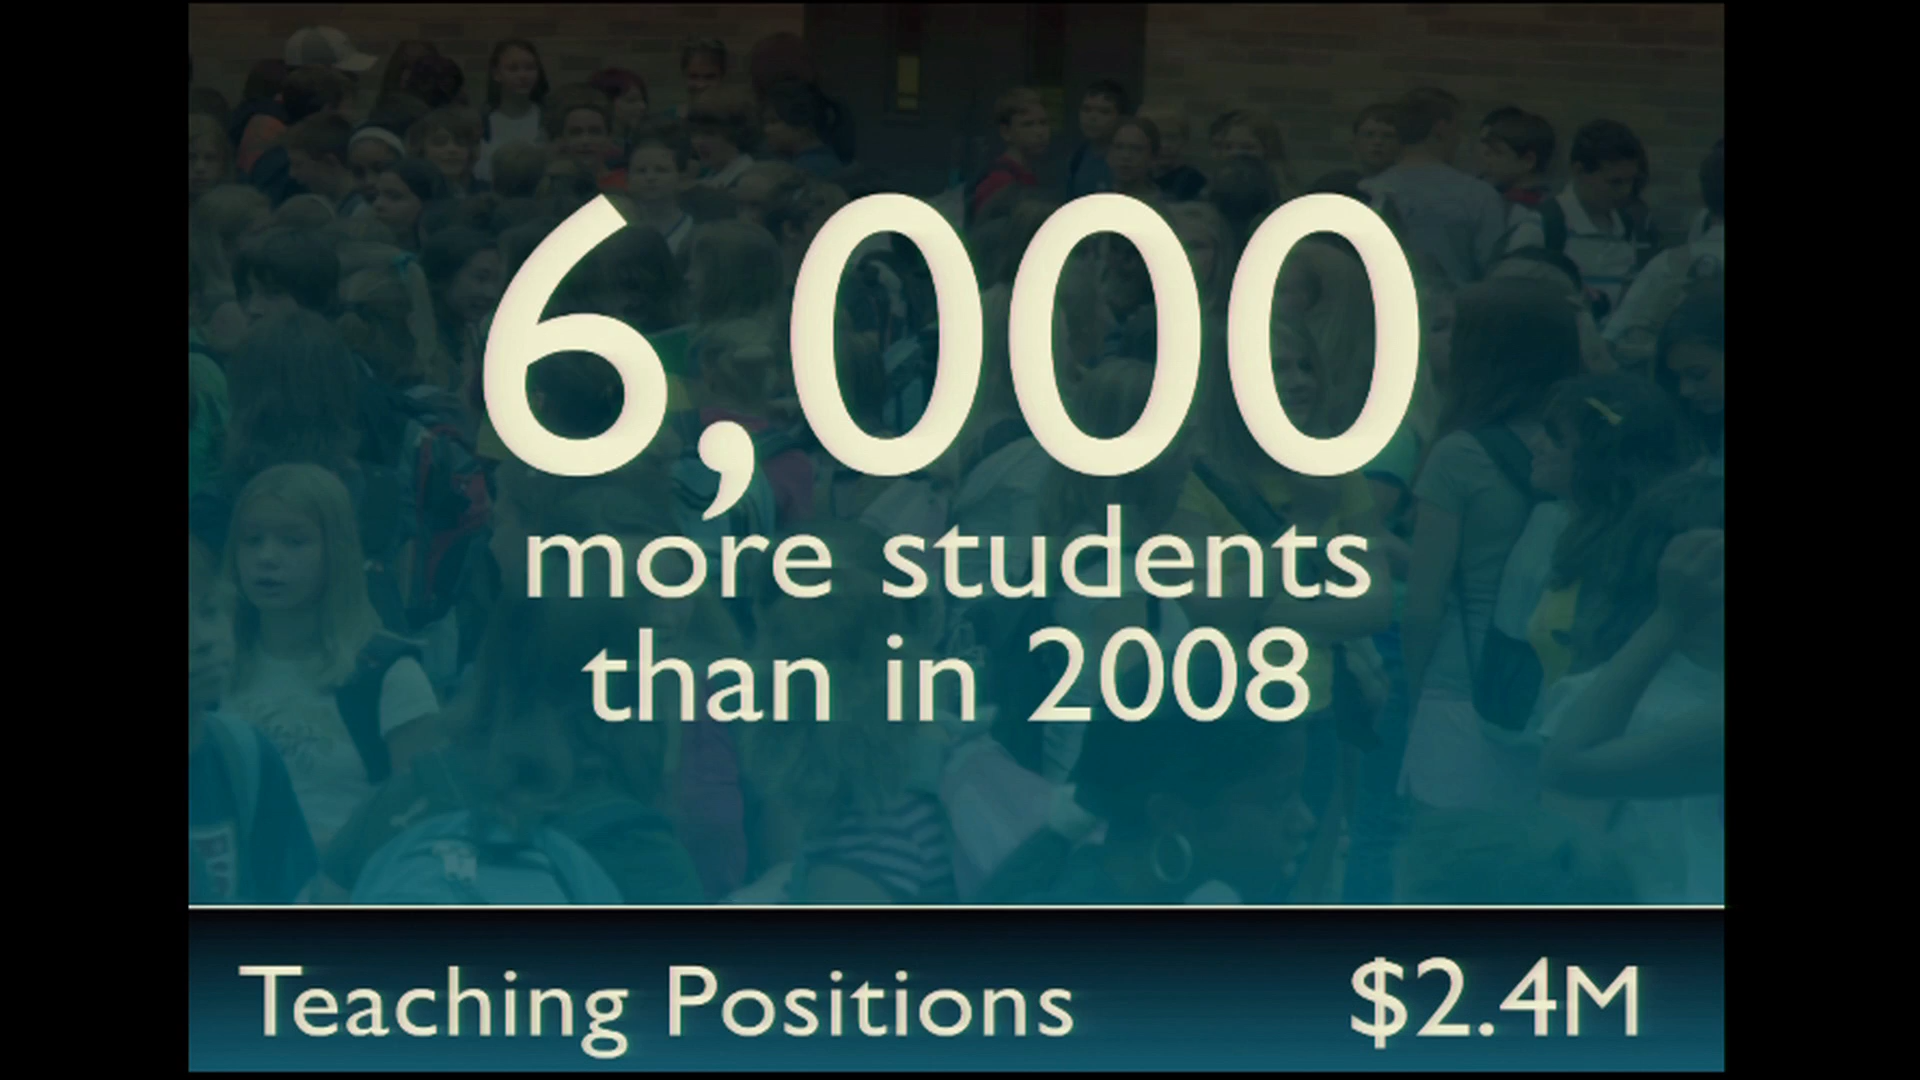 6,000
more students
than in 2008
Teaching Positions $2.4M